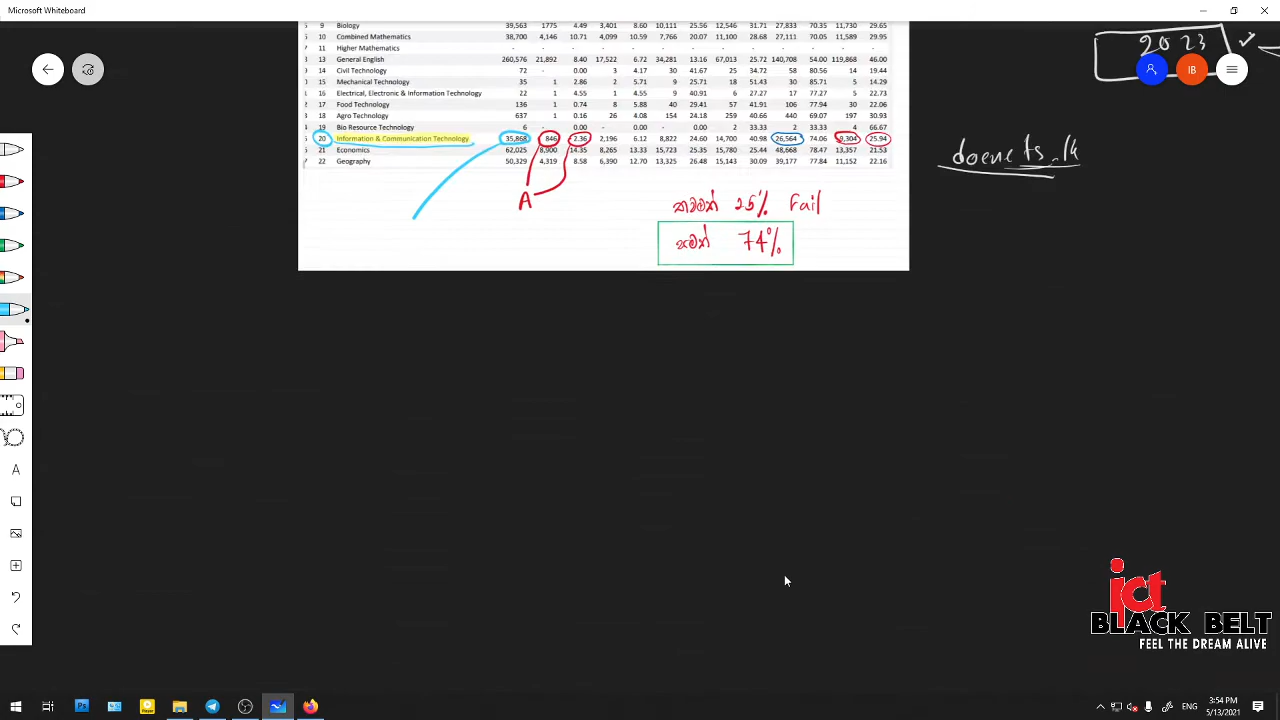 Microsoft Whiteboard
9 Biology 39,563 1775 4.49 3,401 8.60 10,111 25.56 12,546 31.71 27,833 70.35 11,730 29.65
10 Combined Mathematics 38,700 4,146 10.71 4,099 10.59 7,766 20.07 11,100 28.68 27,111 70.05 11,589 29.95
11 Higher Mathematics - - - - - - - - - - - - -
13 General English 260,576 21,892 8.40 17,522 6.72 34,281 13.16 67,013 25.72 140,708 54.00 119,868 46.00
14 Civil Technology 72 - 0.00 3 4.17 30 41.67 25 34.72 58 80.56 14 19.44
15 Mechanical Technology 35 1 2.86 2 5.71 9 25.71 18 51.43 30 85.71 5 14.29
16 Electrical, Electronic & Information Technology 22 1 4.55 1 4.55 9 40.91 6 27.27 17 77.27 5 22.73
17 Food Technology 136 1 0.74 8 5.88 40 29.41 57 41.91 106 77.94 30 22.06
18 Agro Technology 637 1 0.16 26 4.08 154 24.18 259 40.66 440 69.07 197 30.93
19 Bio Resource Technology 6 - 0.00 - 0.00 - 0.00 2 33.33 2 33.33 4 66.67
20 Information & Communication Technology 35,868 846 2.36 2,196 6.12 8,822 24.60 14,700 40.98 26,564 74.06 9,304 25.94
21 Economics 62,025 8,900 14.35 8,265 13.33 15,723 25.35 15,780 25.44 48,668 78.47 13,357 21.53
22 Geography 50,329 4,319 8.58 6,390 12.70 13,325 26.48 15,143 30.09 39,177 77.84 11,152 22.16
2023
IB
doenets.lk
A
25% Fail
සමත් 74%
A
ict
BLACK BELT
FEEL THE DREAM ALIVE
Ps
3:54 PM
5/13/2021